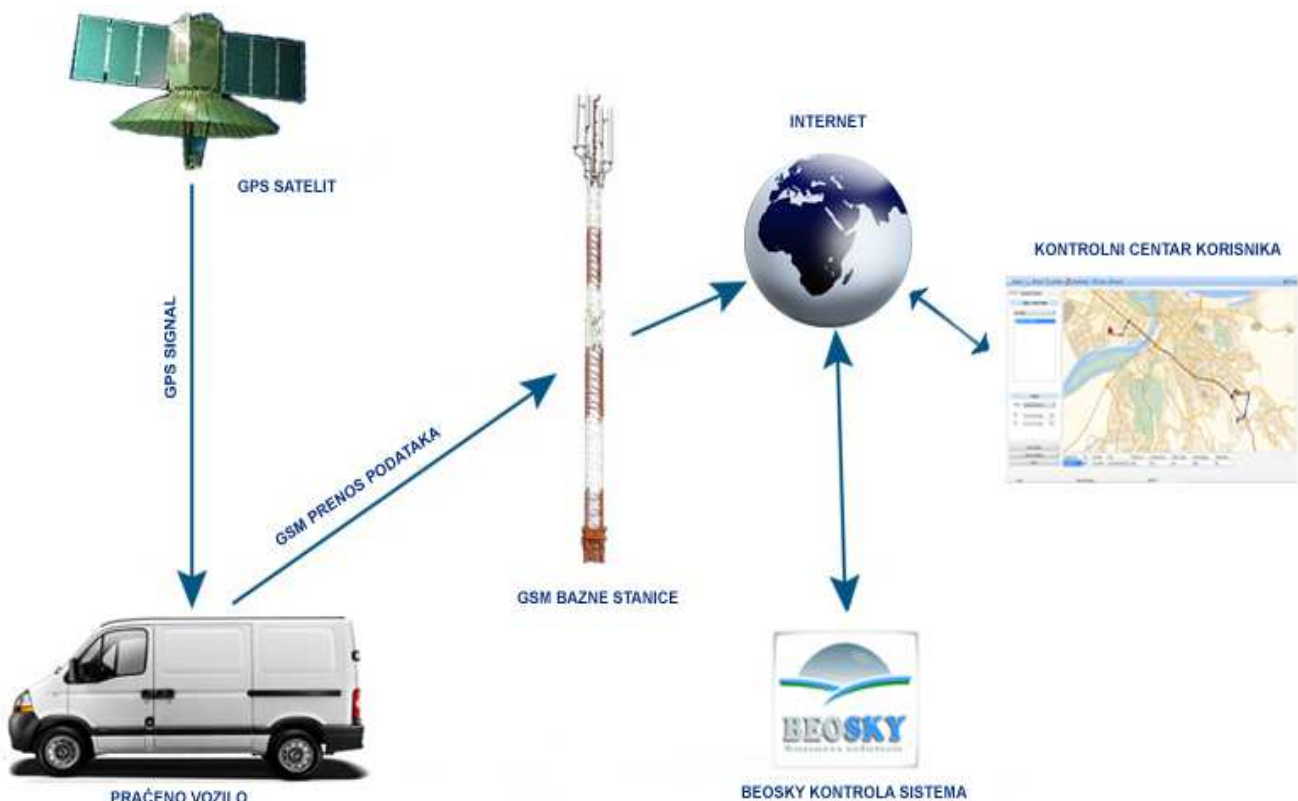 GPS SATELIT
INTERNET
KONTROLNI CENTAR KORISNIKA
GPS SIGNAL
GSM PRENOS PODATAKA
GSM BAZNE STANICE
BEOSKY
PRAĆENO VOZILO
BEOSKY KONTROLA SISTEMA